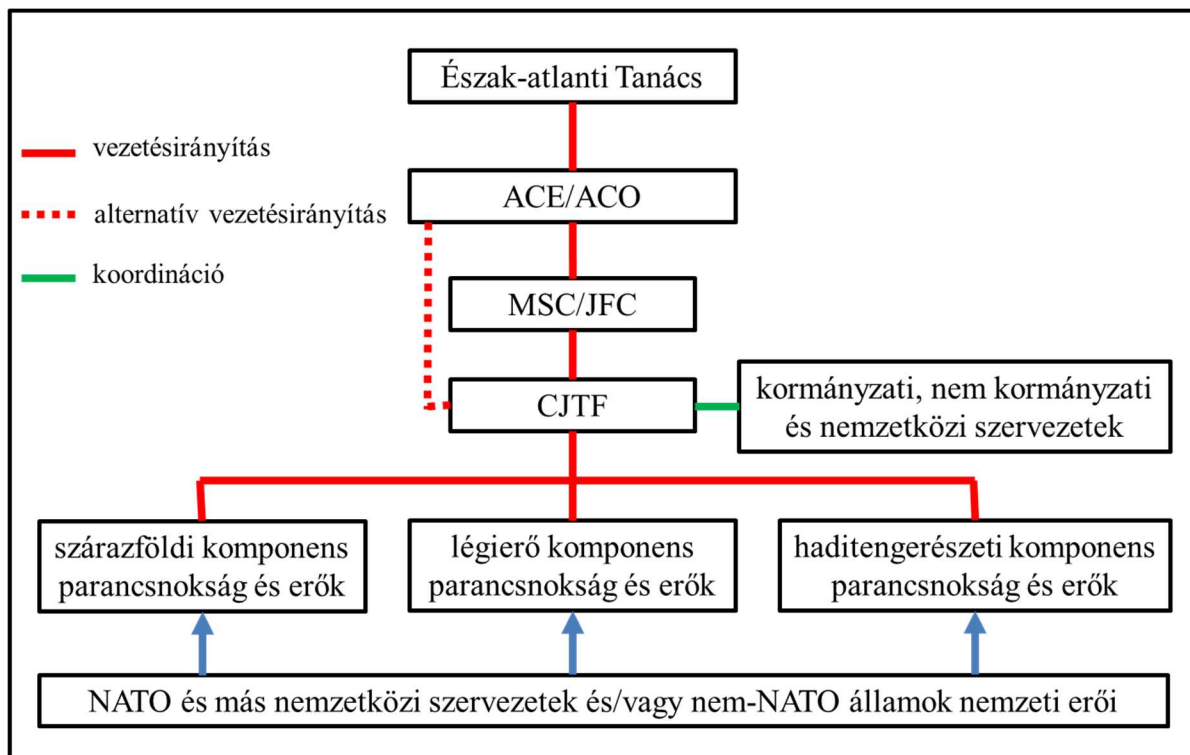 Észak-atlanti Tanács
vezetésirányítás
ACE/ACO
alternatív vezetésirányítás
koordináció
MSC/JFC
CJTF
kormányzati, nem kormányzati
és nemzetközi szervezetek
szárazföldi komponens
parancsnokság és erők
légierő komponens
parancsnokság és erők
haditengerészeti komponens
parancsnokság és erők
NATO és más nemzetközi szervezetek és/vagy nem-NATO államok nemzeti erői